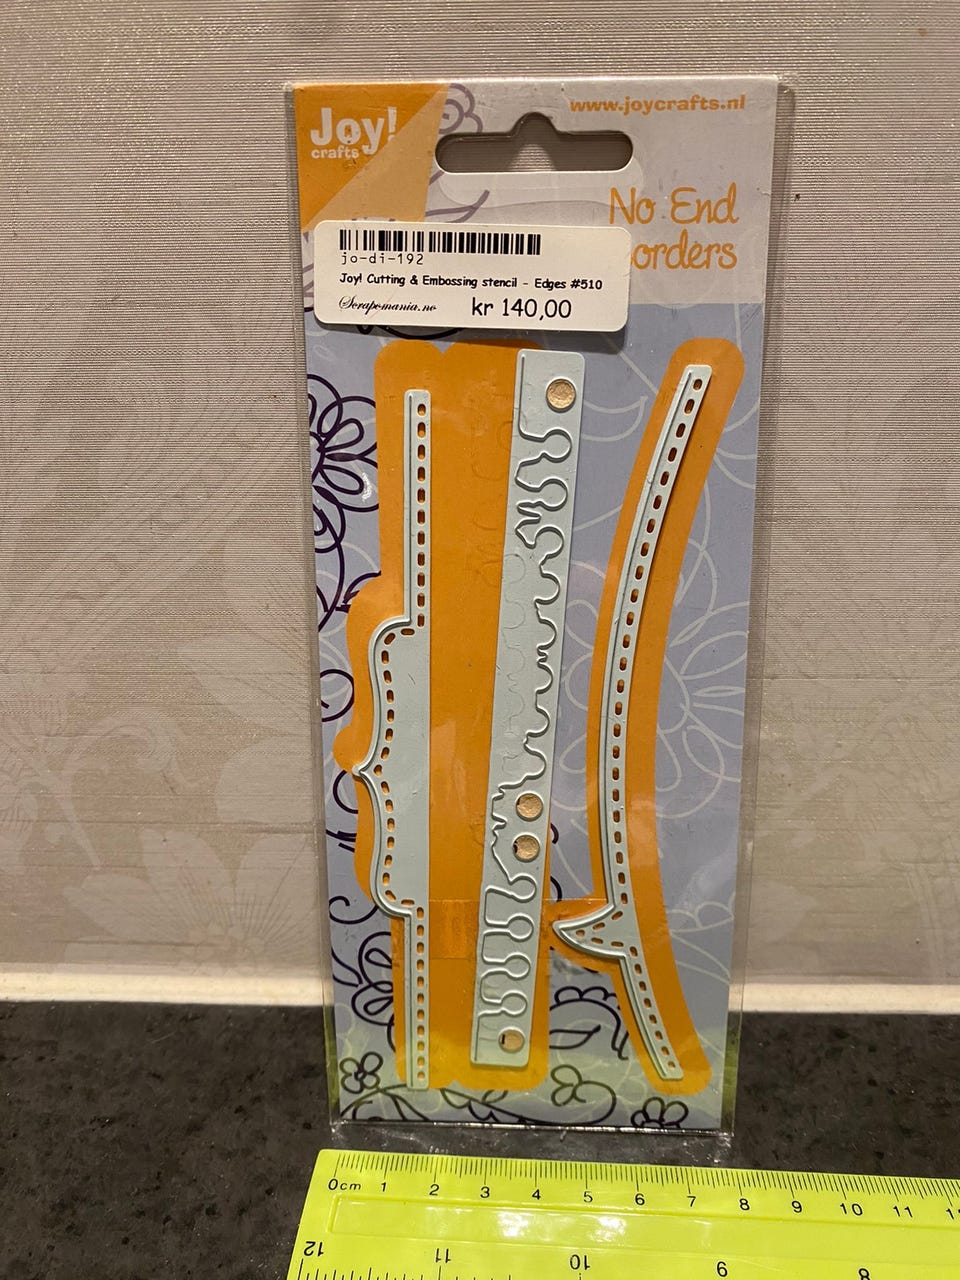 Joy!
crafts
www.joycrafts.nl
No End
orders
jo-di-192
Joy! Cutting & Embossing stencil - Edges #510
Scrapomania.no
kr 140,00
0cm 1 2 3 4 5 6 7 8 9 10 11
12 11 10 9 8